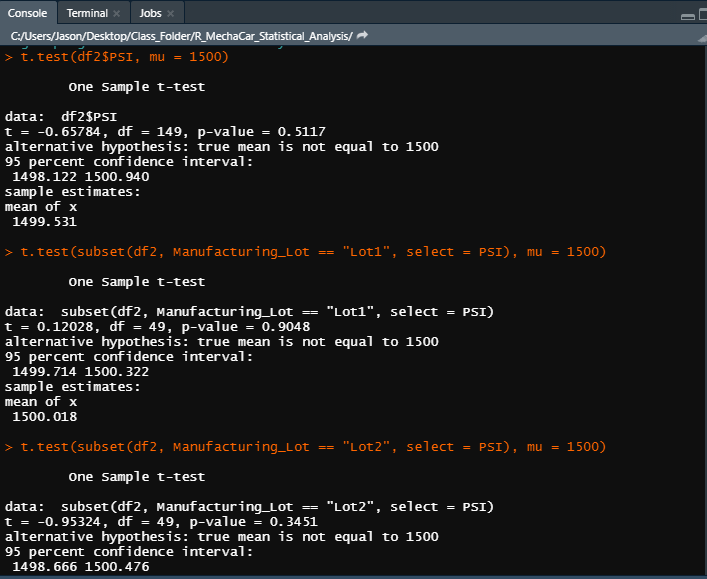 Console Terminal × Jobs ×
C:/Users/Jason/Desktop/Class_Folder/R_MechaCar_Statistical_Analysis/
> t.test(df2$PSI, mu = 1500)
One Sample t-test
data:  df2$PSI
t = -0.65784, df = 149, p-value = 0.5117
alternative hypothesis: true mean is not equal to 1500
95 percent confidence interval:
 1498.122 1500.940
sample estimates:
mean of x
 1499.531
> t.test(subset(df2, Manufacturing_Lot == "Lot1", select = PSI), mu = 1500)
One Sample t-test
data:  subset(df2, Manufacturing_Lot == "Lot1", select = PSI)
t = 0.12028, df = 49, p-value = 0.9048
alternative hypothesis: true mean is not equal to 1500
95 percent confidence interval:
 1499.714 1500.322
sample estimates:
mean of x
 1500.018
> t.test(subset(df2, Manufacturing_Lot == "Lot2", select = PSI), mu = 1500)
One Sample t-test
data:  subset(df2, Manufacturing_Lot == "Lot2", select = PSI)
t = -0.95324, df = 49, p-value = 0.3451
alternative hypothesis: true mean is not equal to 1500
95 percent confidence interval:
 1498.666 1500.476